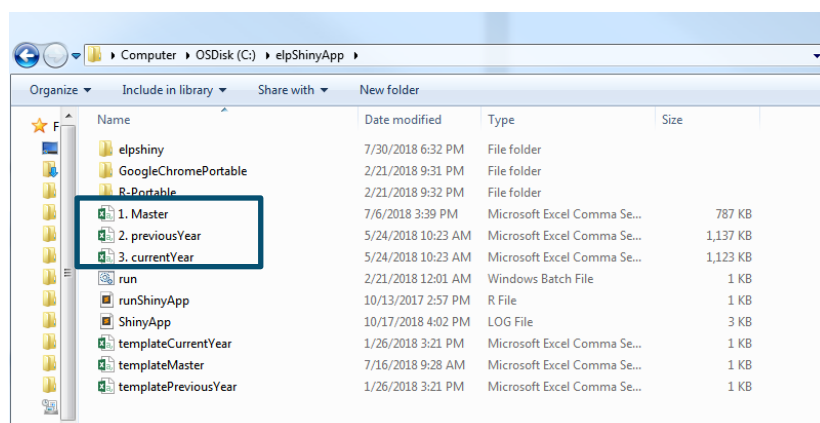 Computer OSDisk (C:) elpShinyApp
Organize Include in library Share with New folder
F Name Date modified Type Size
elpshiny 7/30/2018 6:32 PM File folder
GoogleChromePortable 2/21/2018 9:31 PM File folder
R-Portable 2/21/2018 9:32 PM File folder
1. Master 7/6/2018 3:39 PM Microsoft Excel Comma Se... 787 KB
2. previousYear 5/24/2018 10:23 AM Microsoft Excel Comma Se... 1,137 KB
3. currentYear 5/24/2018 10:23 AM Microsoft Excel Comma Se... 1,123 KB
run 2/21/2018 12:01 AM Windows Batch File 1 KB
runShinyApp 10/13/2017 2:57 PM R File 1 KB
ShinyApp 10/17/2018 4:02 PM LOG File 3 KB
templateCurrentYear 1/26/2018 3:21 PM Microsoft Excel Comma Se... 1 KB
templateMaster 7/16/2018 9:28 AM Microsoft Excel Comma Se... 1 KB
templatePreviousYear 1/26/2018 3:21 PM Microsoft Excel Comma Se... 1 KB